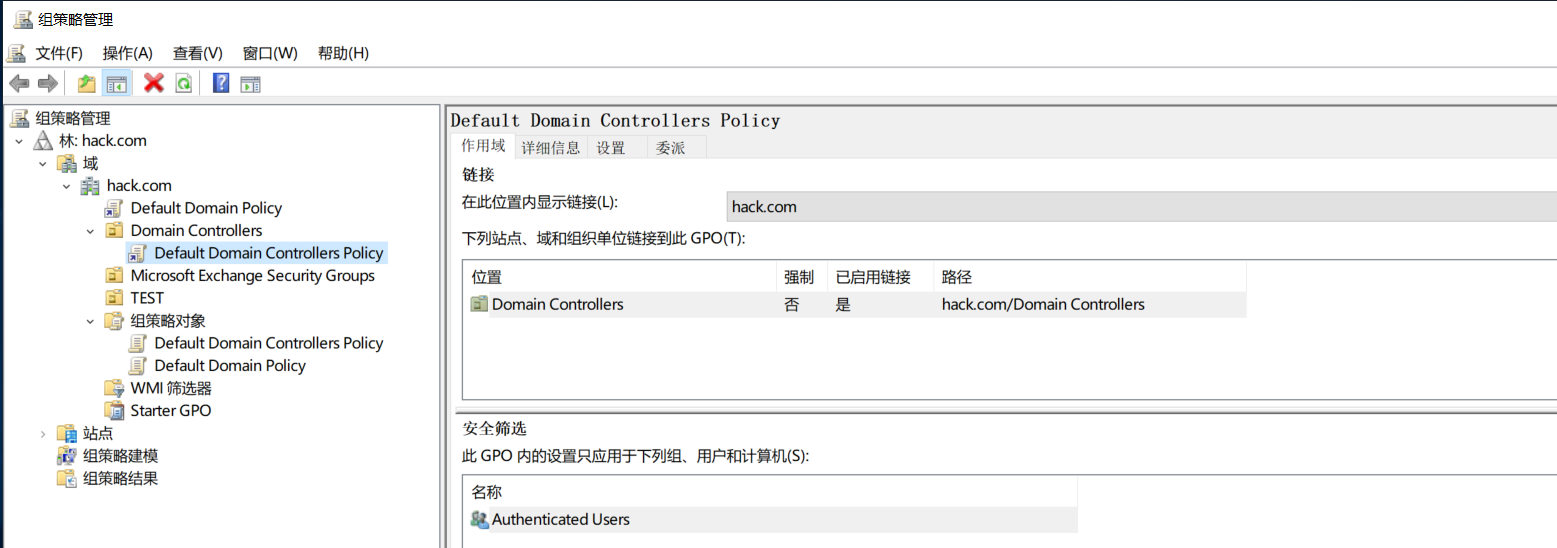 组策略管理
文件(F) 操作(A) 查看(V) 窗口(W) 帮助(H)
组策略管理
林: hack.com
域
hack.com
Default Domain Policy
Domain Controllers
Default Domain Controllers Policy
Microsoft Exchange Security Groups
TEST
组策略对象
Default Domain Controllers Policy
Default Domain Policy
WMI 筛选器
Starter GPO
站点
组策略建模
组策略结果
Default Domain Controllers Policy
作用域 详细信息 设置 委派
链接
在此位置内显示链接(L): hack.com
下列站点、域和组织单位链接到此 GPO(T):
位置 强制 已启用链接 路径
Domain Controllers 否 是 hack.com/Domain Controllers
安全筛选
此 GPO 内的设置只应用于下列组、用户和计算机(S):
名称
Authenticated Users